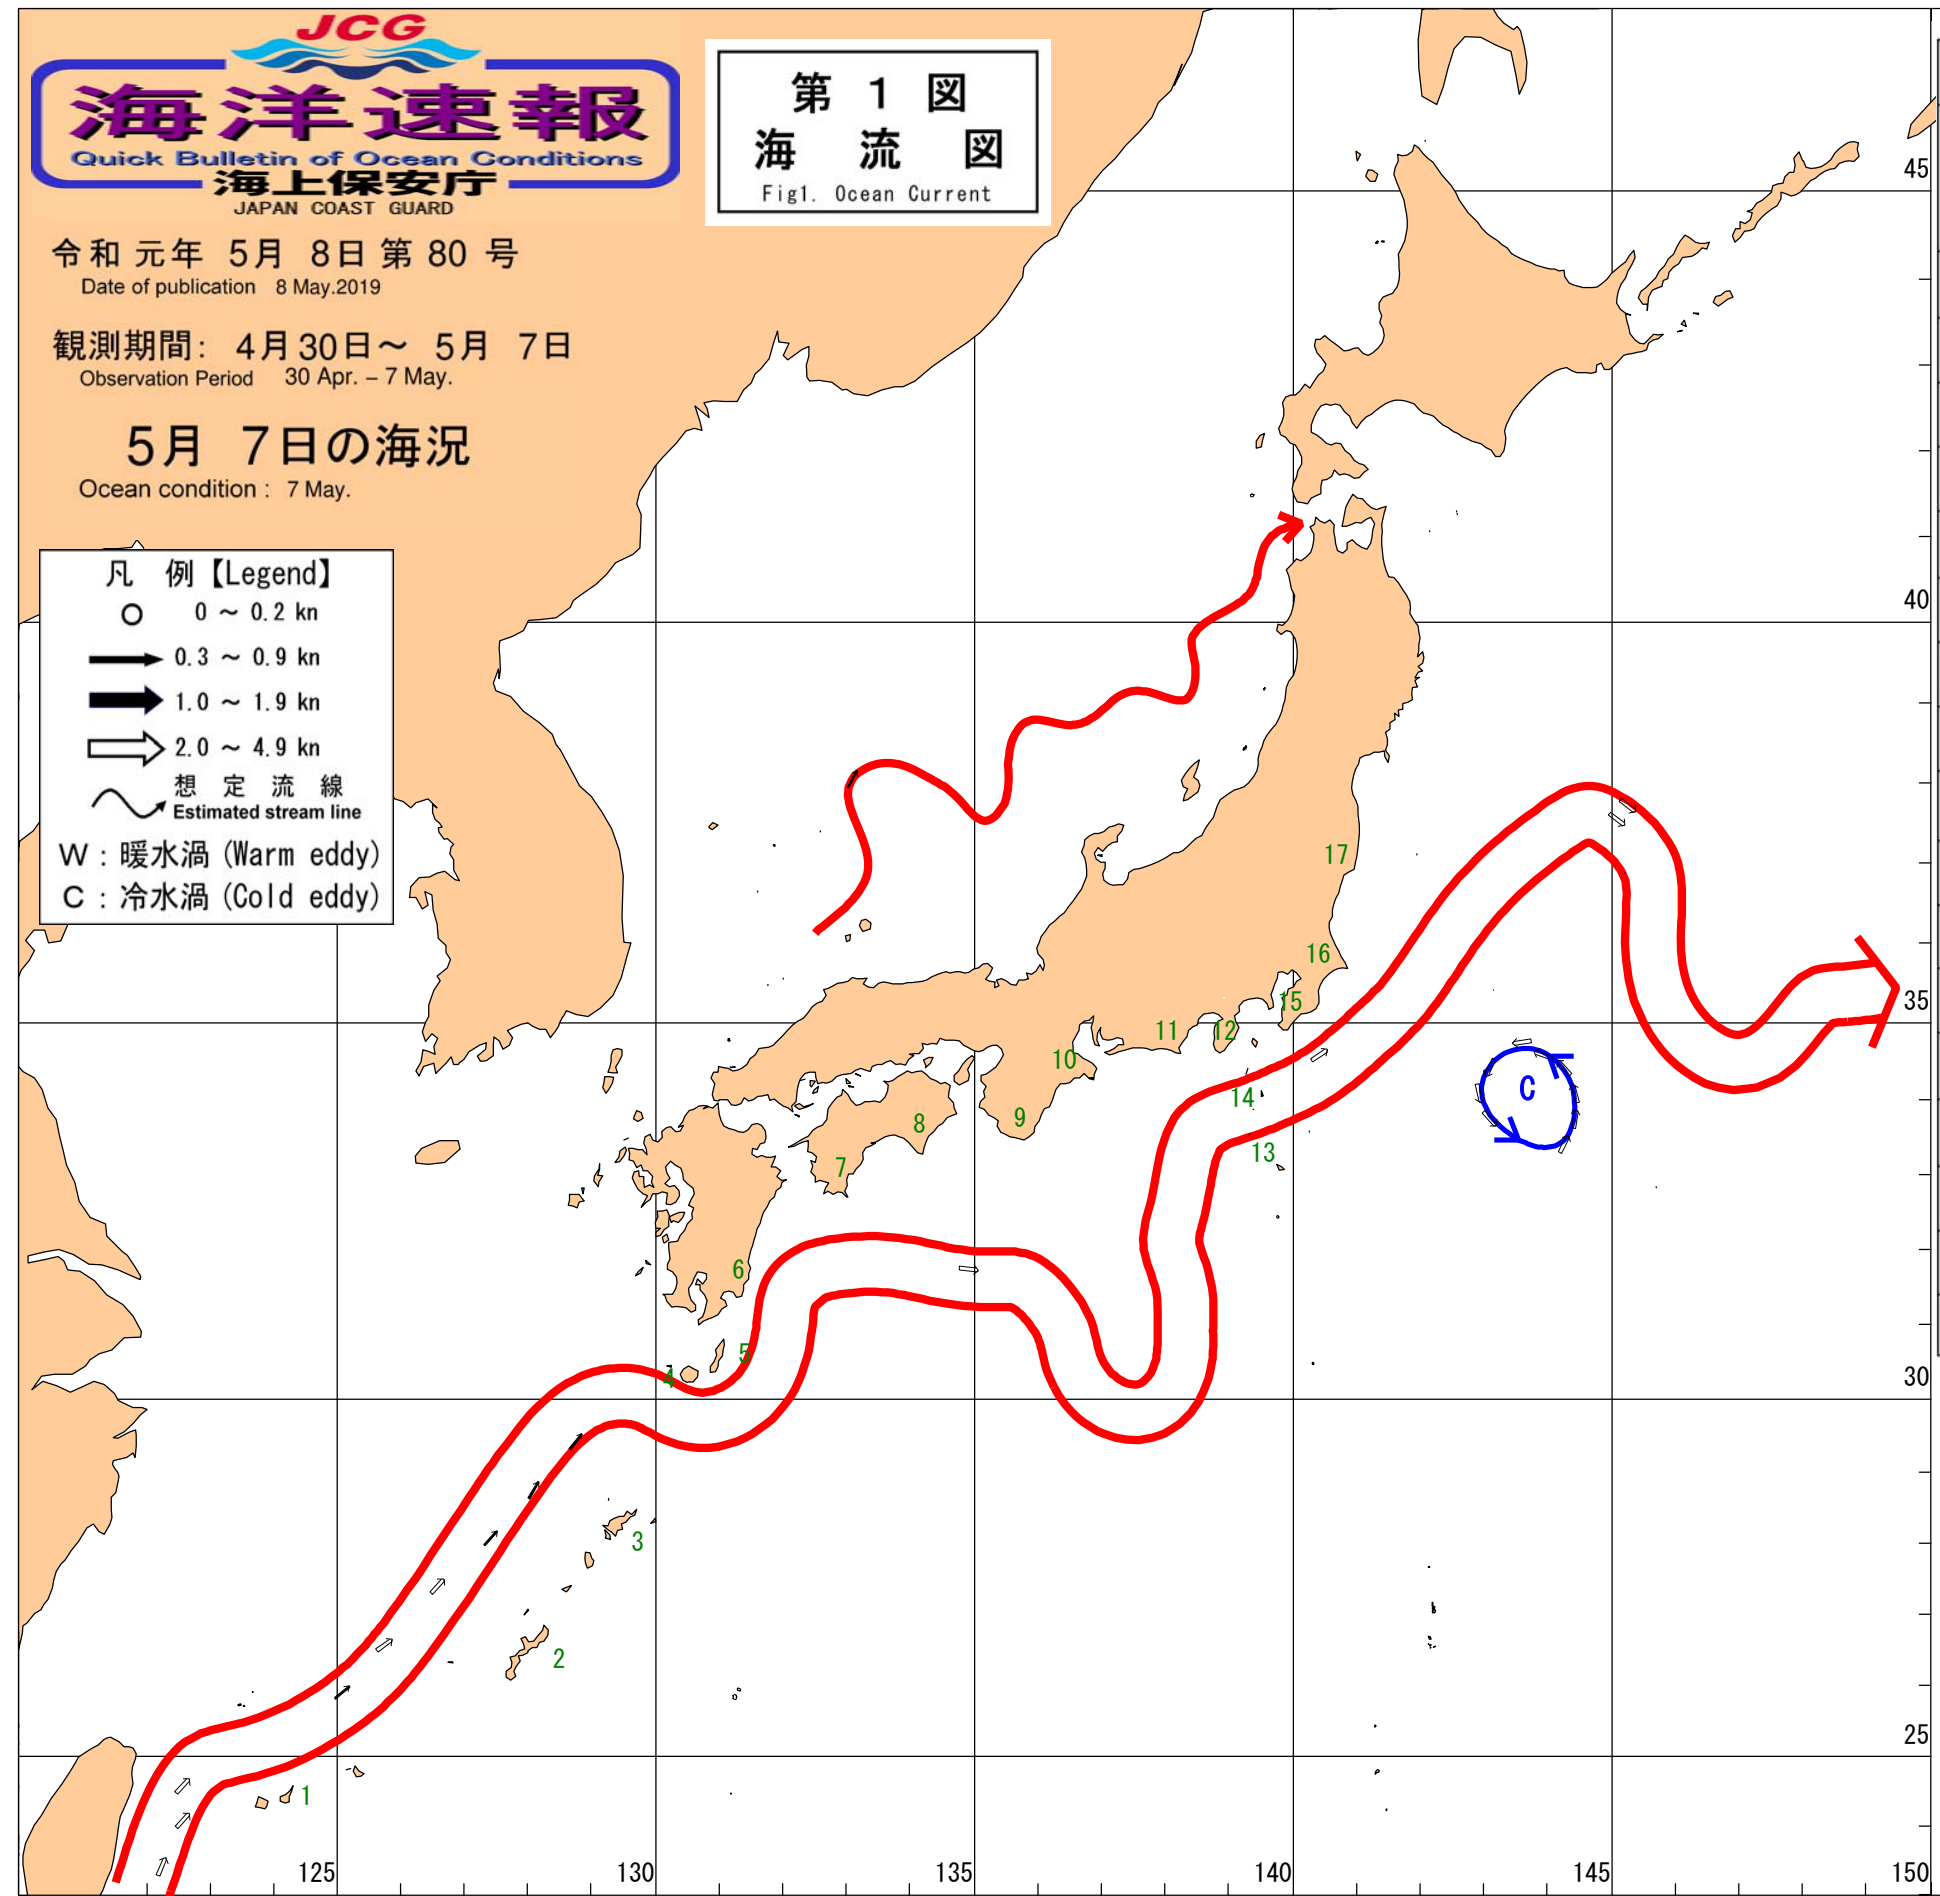 JCG
海洋速報
Quick Bulletin of Ocean Conditions
海上保安庁
JAPAN COAST GUARD
令和 元年 5月 8日 第 80 号
Date of publication 8 May.2019
観測期間: 4月30日～ 5月 7日
Observation Period 30 Apr. – 7 May.
5月 7日の海況
Ocean condition : 7 May.
第 1 図
海 流 図
Fig1. Ocean Current
凡 例【Legend】
0 ～ 0.2 kn
0.3 ～ 0.9 kn
1.0 ～ 1.9 kn
2.0 ～ 4.9 kn
想 定 流 線
Estimated stream line
W : 暖水渦 (Warm eddy)
C : 冷水渦 (Cold eddy)
45
40
35
30
25
17
16
15
12
11
10
14
13
9
8
7
6
5
4
3
2
1
C
125
130
135
140
145
150